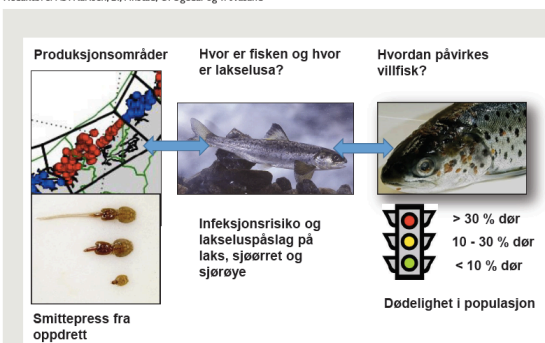 Produksjonsområder
Hvor er fisken og hvor
er lakselusa?
Hvordan påvirkes
villfisk?
Infeksjonsrisiko og
lakseluspåslag på
laks, sjøørret og
sjørøye
> 30 % dør
10 - 30 % dør
< 10 % dør
Dødelighet i populasjon
Smittepress fra
oppdrett